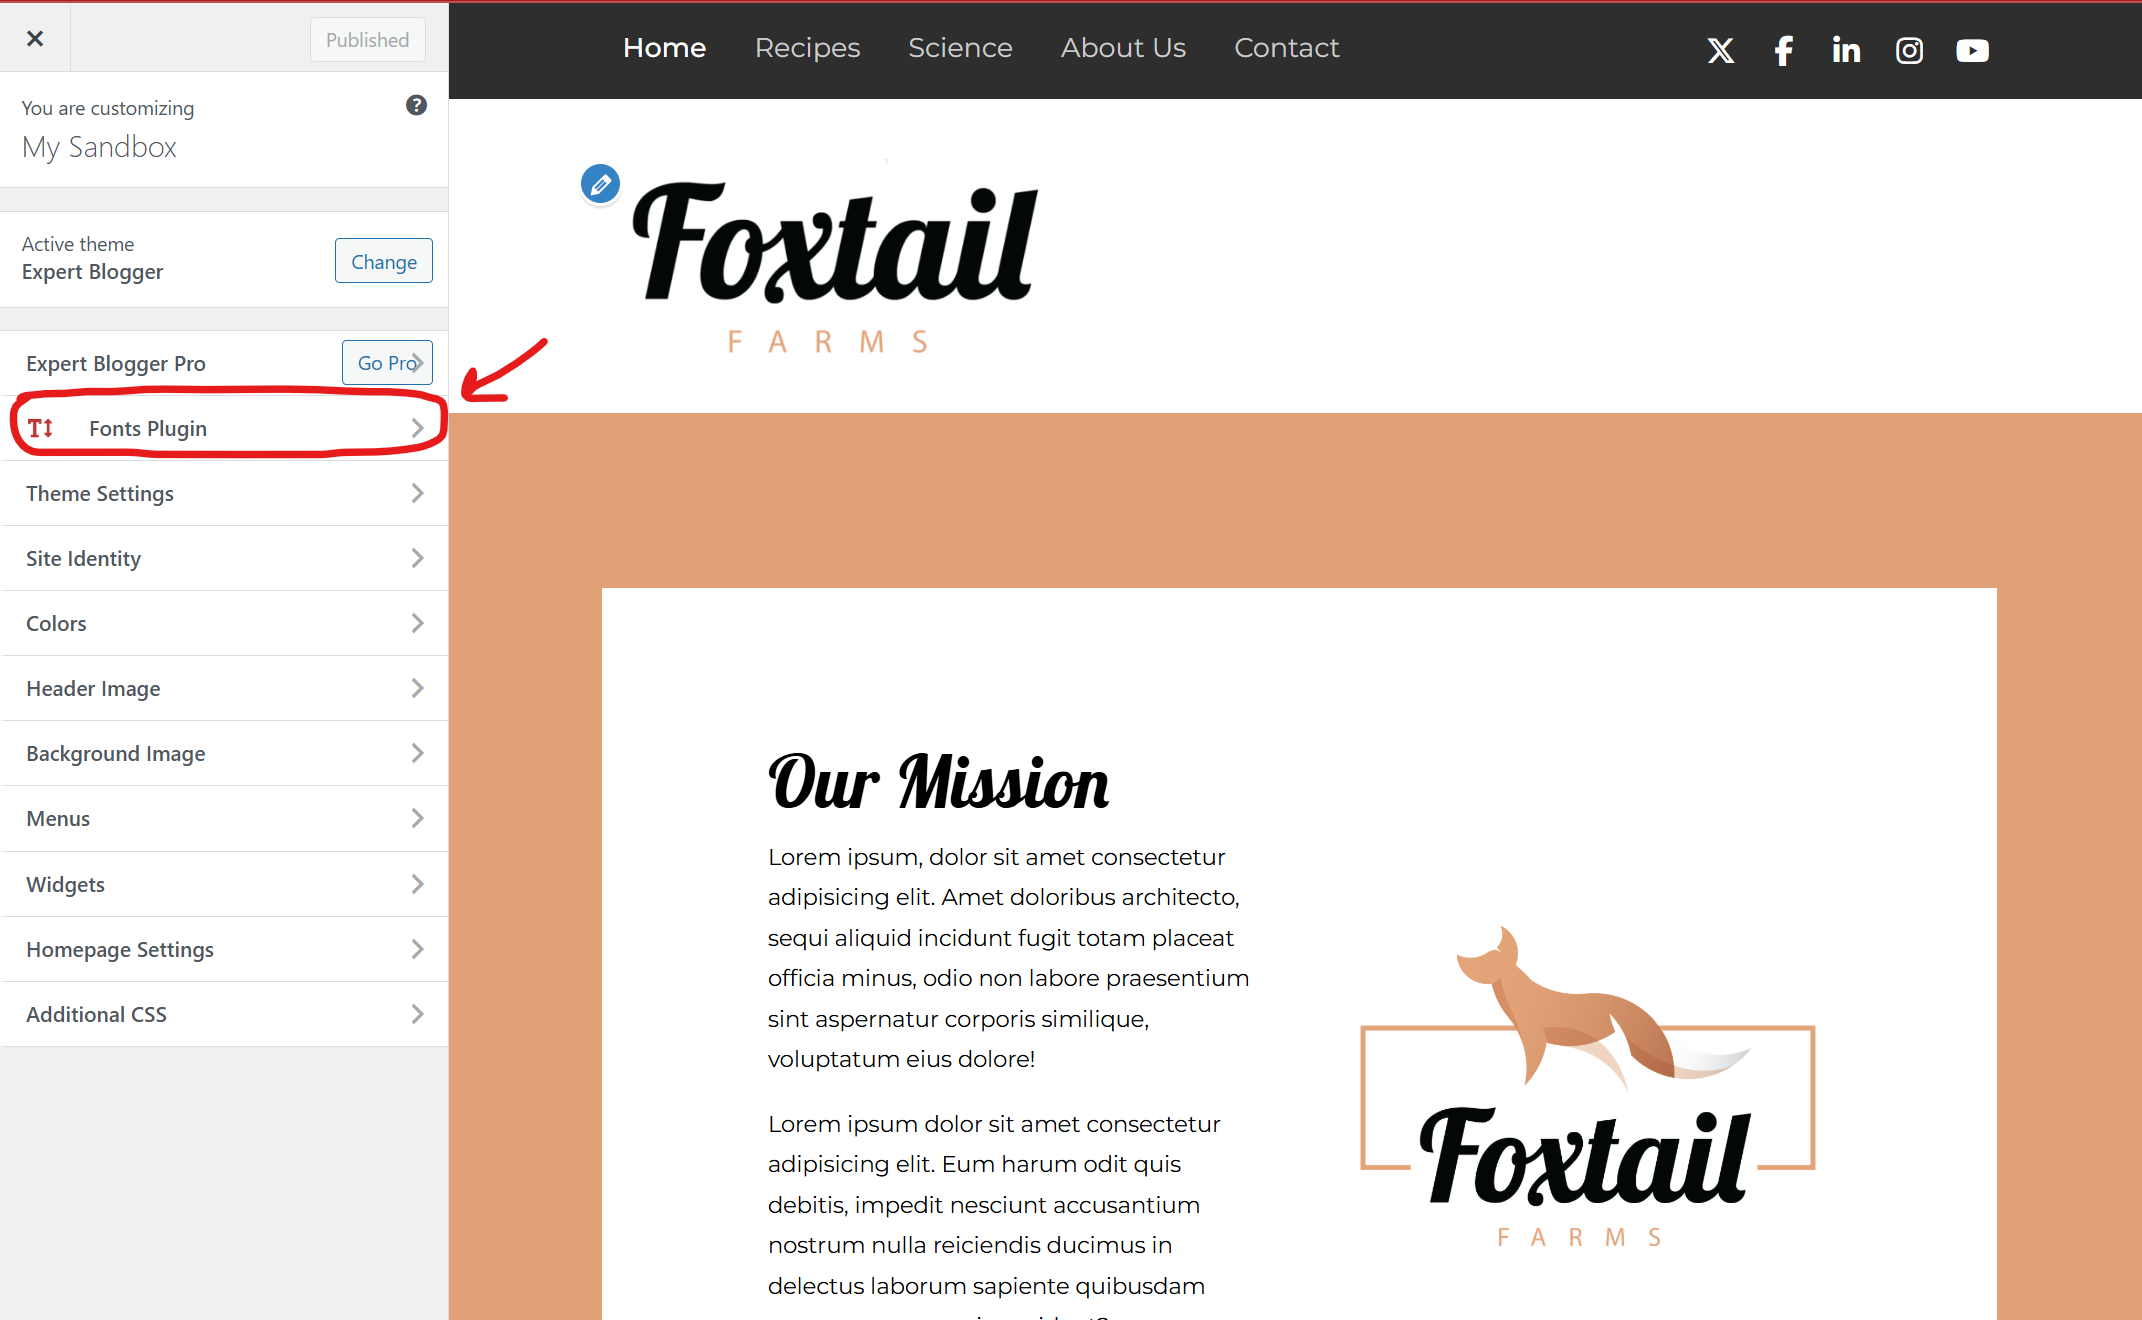 Published
You are customizing
My Sandbox
Active theme
Expert Blogger
Change
Expert Blogger Pro
Go Pro
Fonts Plugin
Theme Settings
Site Identity
Colors
Header Image
Background Image
Menus
Widgets
Homepage Settings
Additional CSS
Home Recipes Science About Us Contact
Foxtail
FARMS
Our Mission
Lorem ipsum, dolor sit amet consectetur
adipisicing elit. Amet doloribus architecto,
sequi aliquid incidunt fugit totam placeat
officia minus, odio non labore praesentium
sint aspernatur corporis similique,
voluptatum eius dolore!
Lorem ipsum dolor sit amet consectetur
adipisicing elit. Eum harum odit quis
debitis, impedit nesciunt accusantium
nostrum nulla reiciendis ducimus in
delectus laborum sapiente quibusdam
Foxtail
FARMS